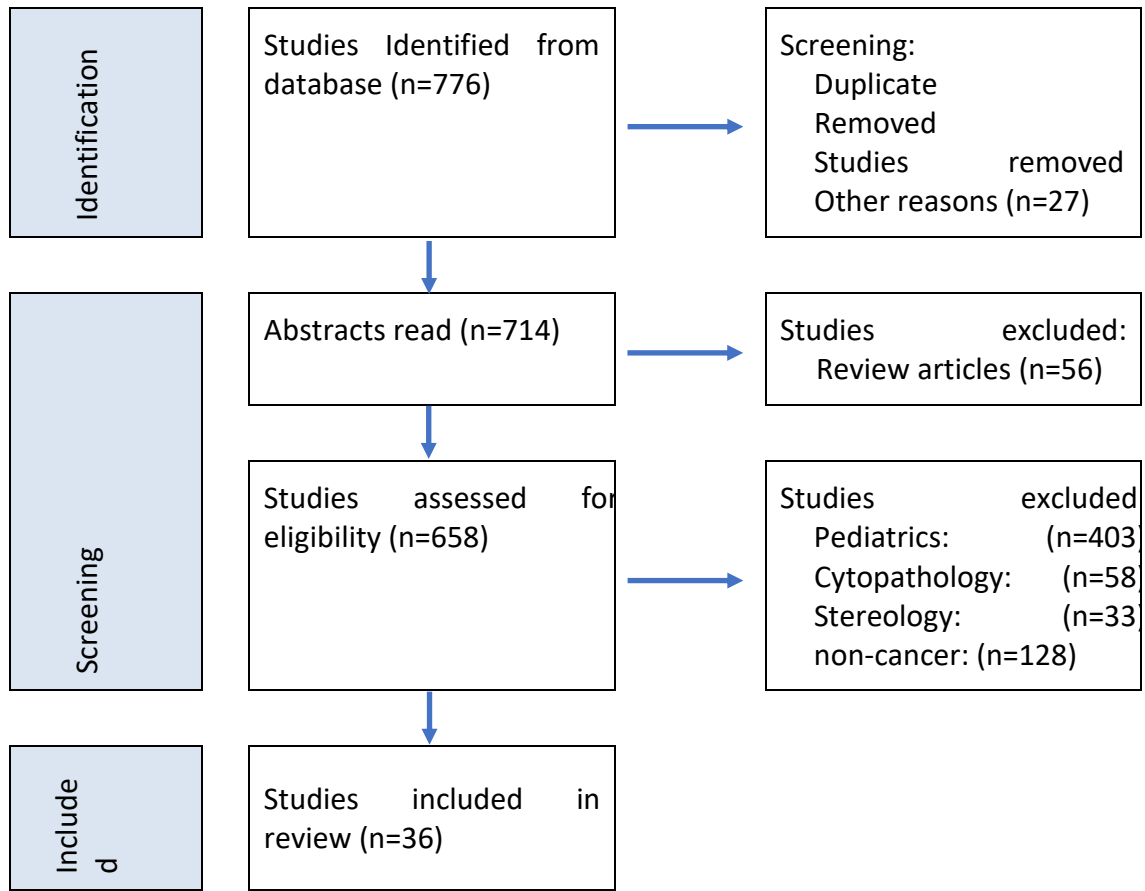 Identification
Studies Identified from
database (n=776)
Screening:
Duplicate
Removed
Studies removed
Other reasons (n=27)
Screening
Abstracts read (n=714)
Studies excluded:
Review articles (n=56)
Studies assessed for
eligibility (n=658)
Studies excluded
Pediatrics: (n=403)
Cytopathology: (n=58)
Stereology: (n=33)
non-cancer: (n=128)
Include
d
Studies included in
review (n=36)